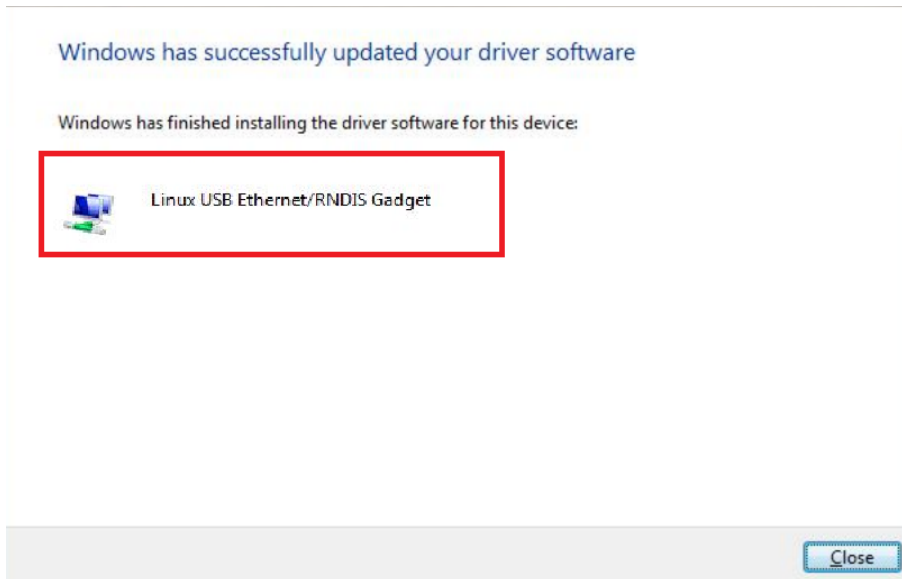 Windows has successfully updated your driver software
Windows has finished installing the driver software for this device:
Linux USB Ethernet/RNDIS Gadget
Close